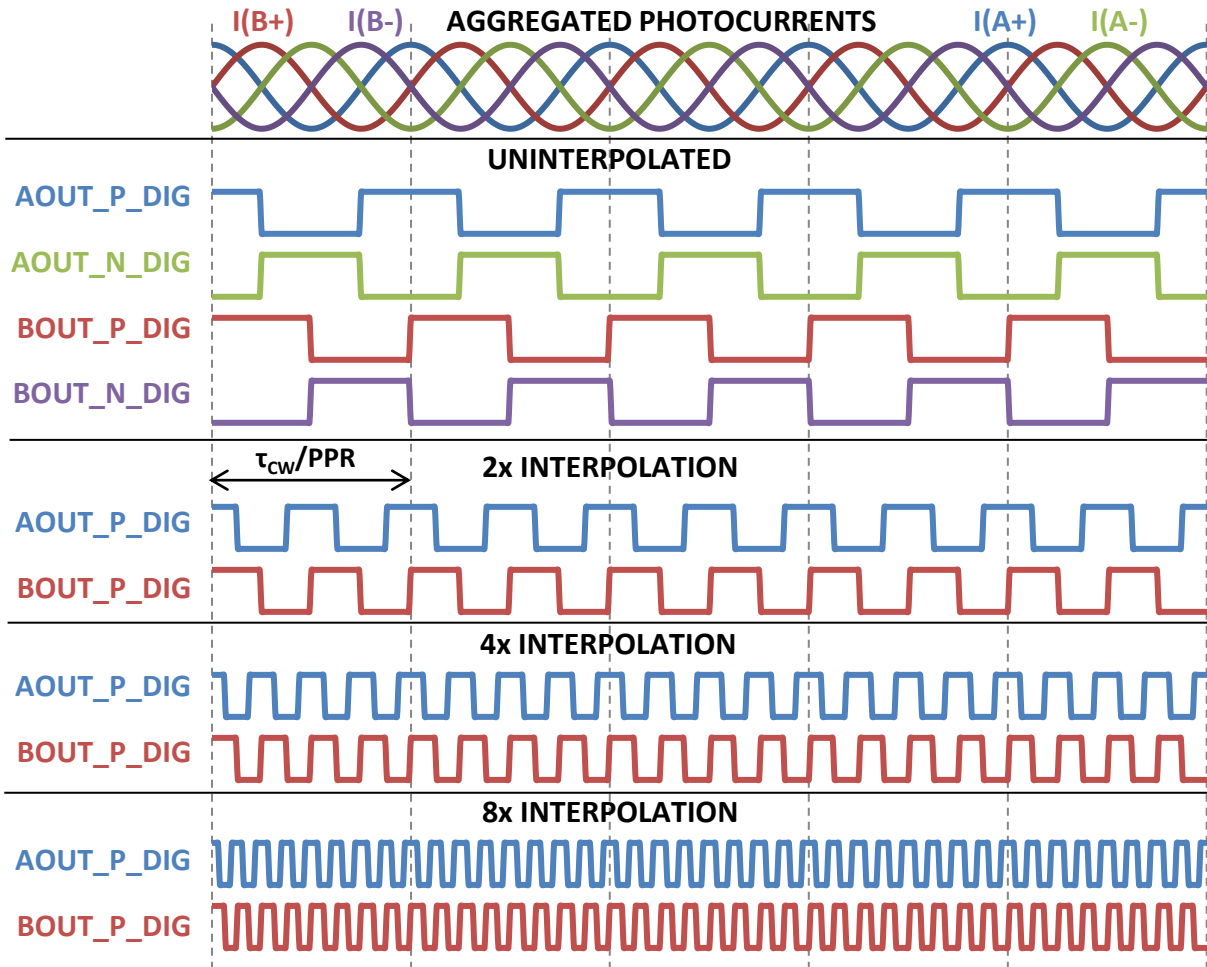 I(B+) I(B-) AGGREGATED PHOTOCURRENTS I(A+) I(A-)
UNINTERPOLATED
AOUT_P_DIG
AOUT_N_DIG
BOUT_P_DIG
BOUT_N_DIG
τCW/PPR 2x INTERPOLATION
AOUT_P_DIG
BOUT_P_DIG
4x INTERPOLATION
AOUT_P_DIG
BOUT_P_DIG
8x INTERPOLATION
AOUT_P_DIG
BOUT_P_DIG